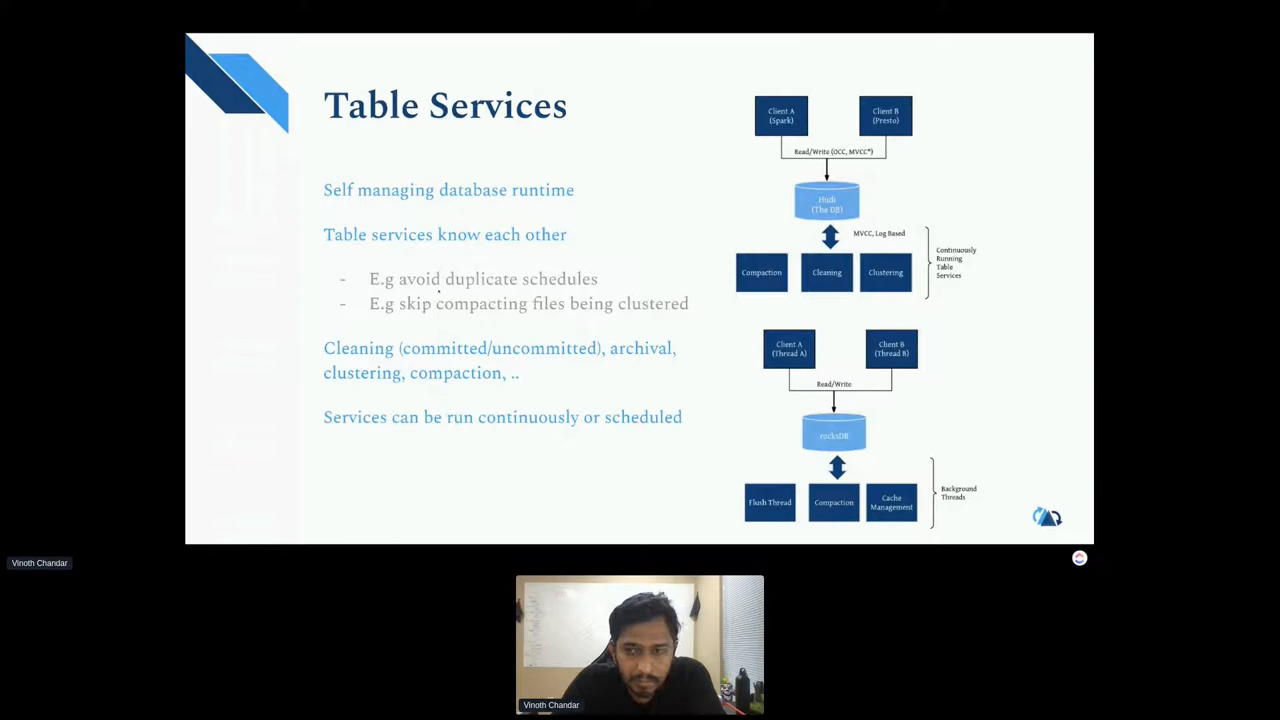 Table Services
Self managing database runtime
Table services know each other
- E.g avoid duplicate schedules
- E.g skip compacting files being clustered
Cleaning (committed/uncommitted), archival,
clustering, compaction, ..
Services can be run continuously or scheduled
Client A
(Spark)
Client B
(Presto)
Read/Write (OCC, MVCC*)
Hudi
(The DB)
MVCC, Log Based
Compaction
Cleaning
Clustering
Continuously
Running
Table
Services
Client A
(Thread A)
Client B
(Thread B)
Read/Write
rocksDB
Flush Thread
Compaction
Cache
Management
Background
Threads
Vinoth Chandar
Vinoth Chandar